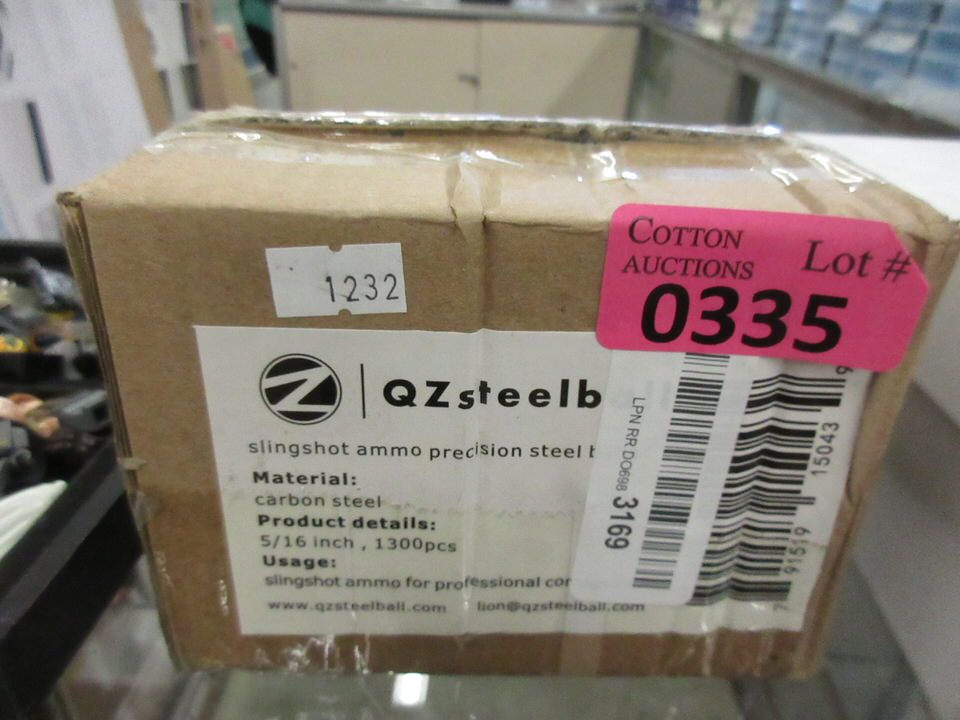 1232
COTTON
AUCTIONS
Lot #
0335
QZsteelb
slingshot ammo precision steel
Material:
carbon steel
Product details:
5/16 inch , 1300pcs
Usage:
slingshot ammo for professional
www.qzsteelball.com lion@qzsteelball.com
LPN RR DO698 3169
91519 15043